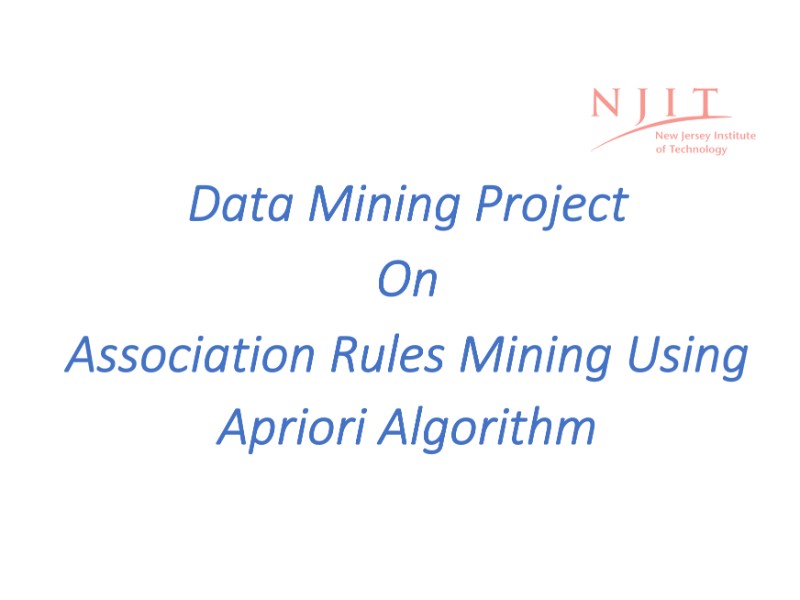 NJIT
New Jersey Institute
of Technology
Data Mining Project
On
Association Rules Mining Using
Apriori Algorithm